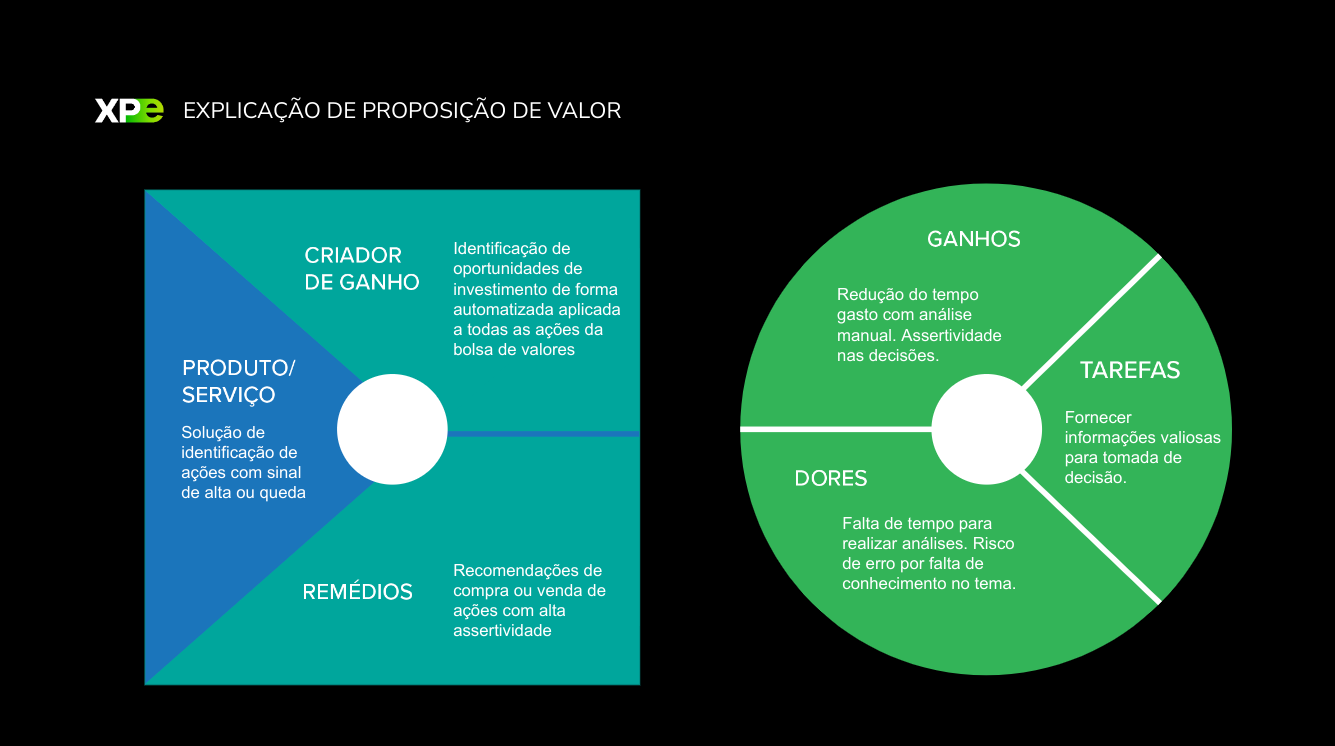 XPe EXPLICAÇÃO DE PROPOSIÇÃO DE VALOR
CRIADOR
DE GANHO
Identificação de
oportunidades de
investimento de forma
automatizada aplicada
a todas as ações da
bolsa de valores
PRODUTO/
SERVIÇO
Solução de
identificação de
ações com sinal
de alta ou queda
REMÉDIOS
Recomendações de
compra ou venda de
ações com alta
assertividade
GANHOS
Redução do tempo
gasto com análise
manual. Assertividade
nas decisões.
TAREFAS
Fornecer
informações valiosas
para tomada de
decisão.
DORES
Falta de tempo para
realizar análises. Risco
de erro por falta de
conhecimento no tema.